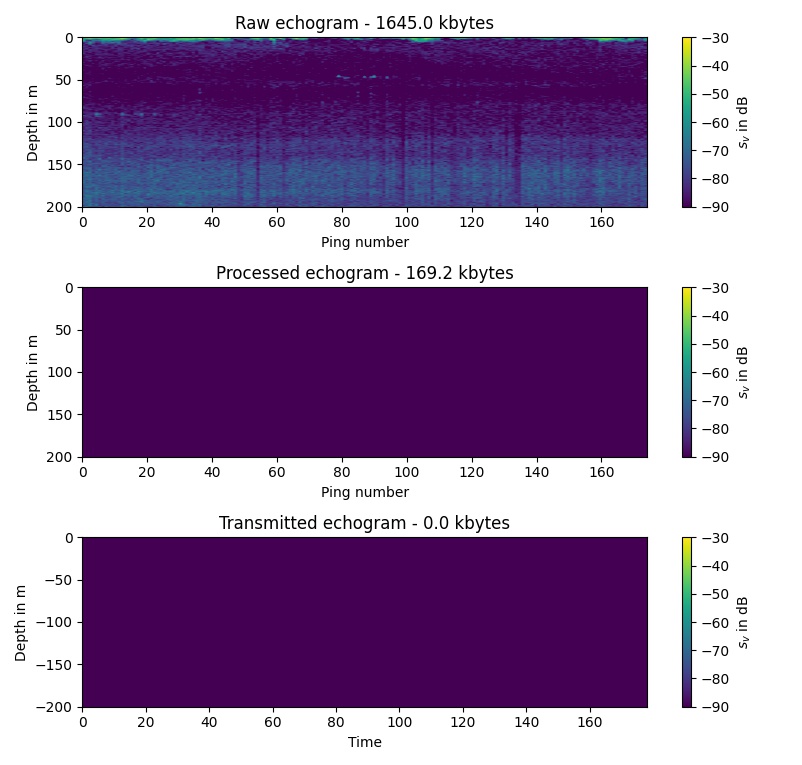 Raw echogram - 1645.0 kbytes
0
50
100
150
200
Depth in m
0 20 40 60 80 100 120 140 160
Ping number
−30
−40
−50
−60
−70
−80
−90
s_v in dB
Processed echogram - 169.2 kbytes
0
50
100
150
200
Depth in m
0 20 40 60 80 100 120 140 160
Ping number
−30
−40
−50
−60
−70
−80
−90
s_v in dB
Transmitted echogram - 0.0 kbytes
0
−50
−100
−150
−200
Depth in m
0 20 40 60 80 100 120 140 160
Time
−30
−40
−50
−60
−70
−80
−90
s_v in dB